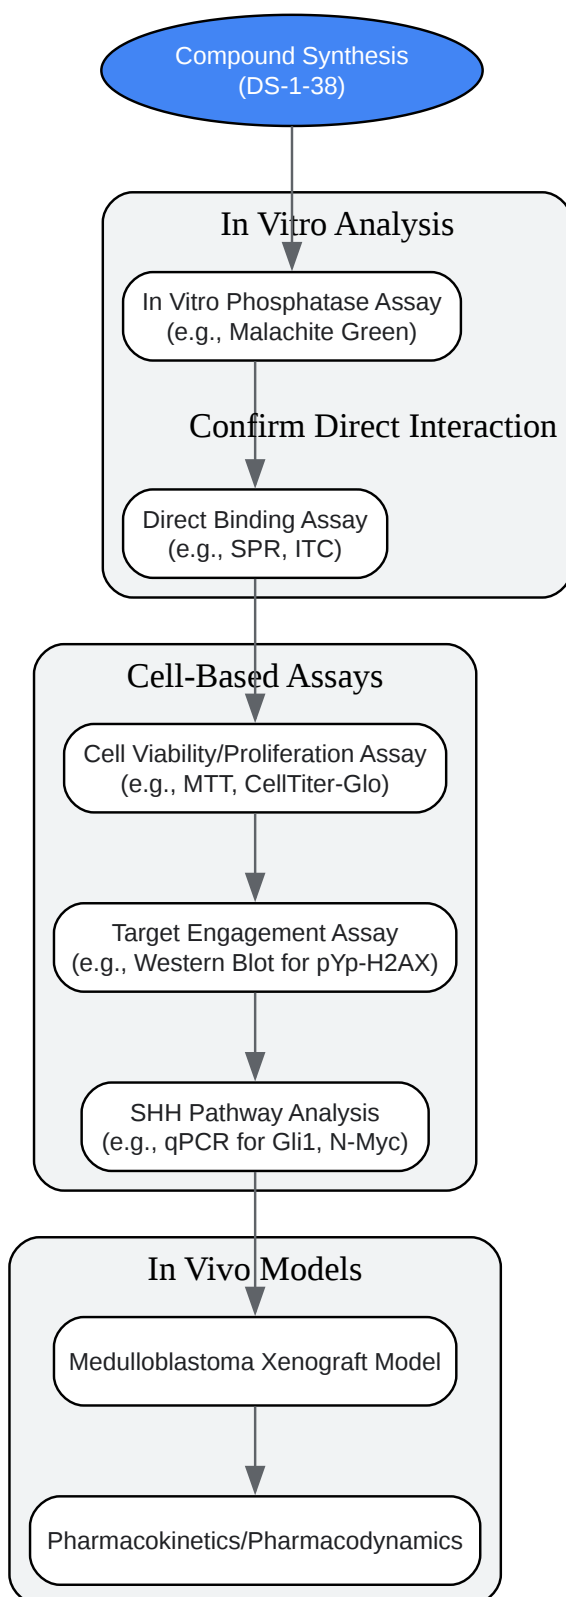 Compound Synthesis
(DS-1-38)
In Vitro Analysis
In Vitro Phosphatase Assay
(e.g., Malachite Green)
Confirm Direct Interaction
Direct Binding Assay
(e.g., SPR, ITC)
Cell-Based Assays
Cell Viability/Proliferation Assay
(e.g., MTT, CellTiter-Glo)
Target Engagement Assay
(e.g., Western Blot for pYp-H2AX)
SHH Pathway Analysis
(e.g., qPCR for Gli1, N-Myc)
In Vivo Models
Medulloblastoma Xenograft Model
Pharmacokinetics/Pharmacodynamics